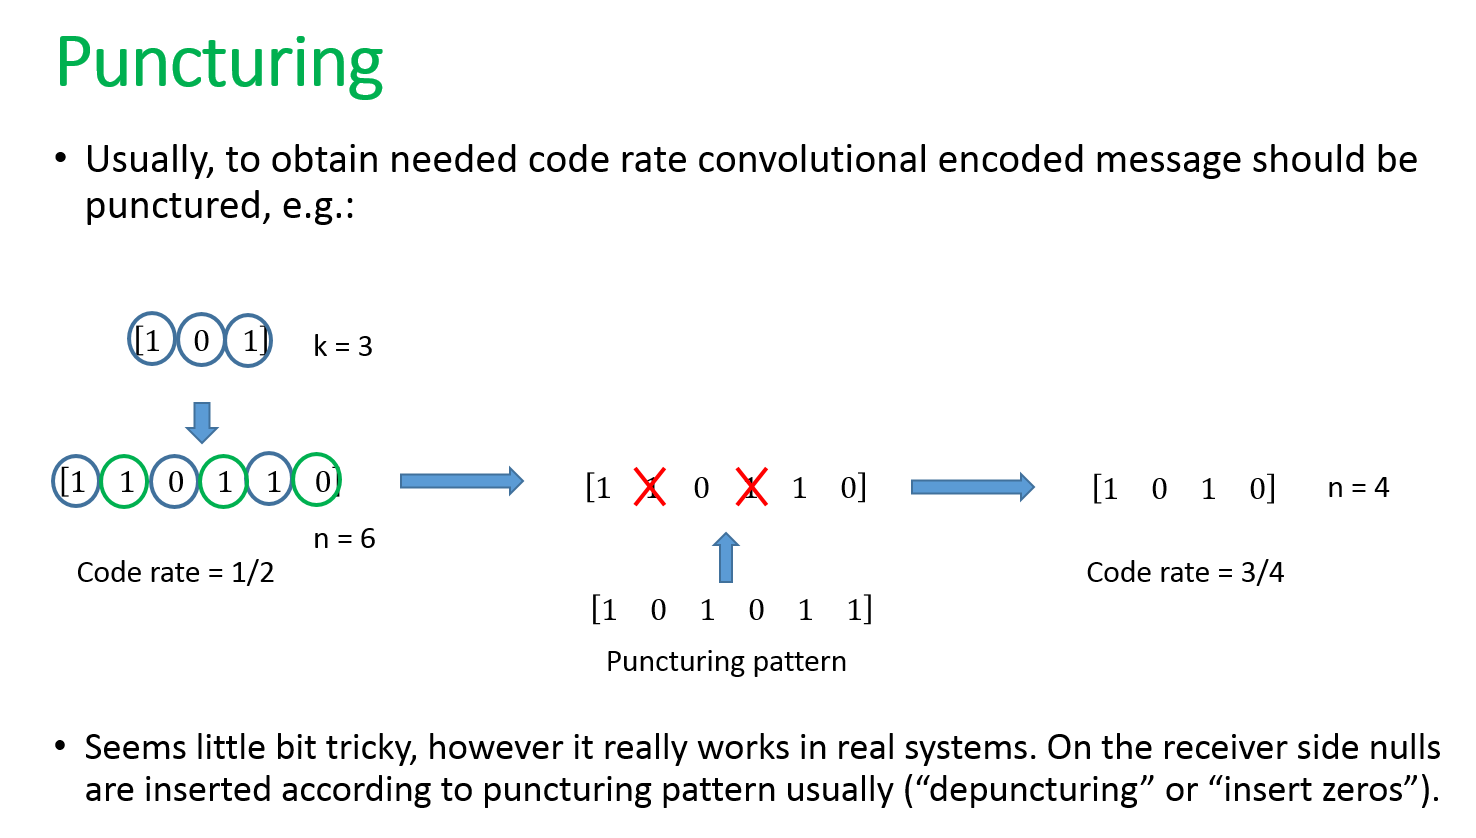 Puncturing
• Usually, to obtain needed code rate convolutional encoded message should be
punctured, e.g.:
[1 0 1] k = 3
[1 1 0 1 1 0]
n = 6
Code rate = 1/2
[1 1 0 1 1 0]
[1 0 1 0 1 1]
Puncturing pattern
[1 0 1 0] n = 4
Code rate = 3/4
• Seems little bit tricky, however it really works in real systems. On the receiver side nulls
are inserted according to puncturing pattern usually (“depuncturing” or “insert zeros”).